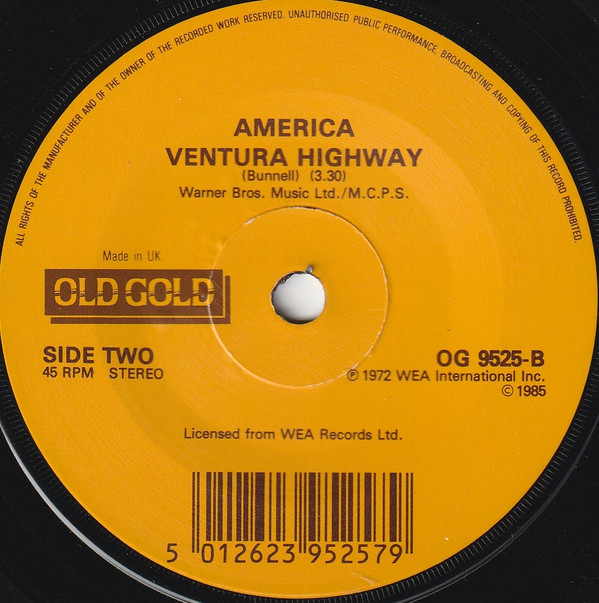 ALL RIGHTS OF THE MANUFACTURER AND OF THE OWNER OF THE RECORDED WORK RESERVED. UNAUTHORISED PUBLIC PERFORMANCE, BROADCASTING AND COPYING OF THIS RECORD PROHIBITED.
AMERICA
VENTURA HIGHWAY
(Bunnell) (3.30)
Warner Bros. Music Ltd./M.C.P.S.
Made in UK
OLD GOLD
SIDE TWO
45 RPM STEREO
OG 9525-B
℗ 1972 WEA International Inc.
© 1985
Licensed from WEA Records Ltd.
5 012623 952579